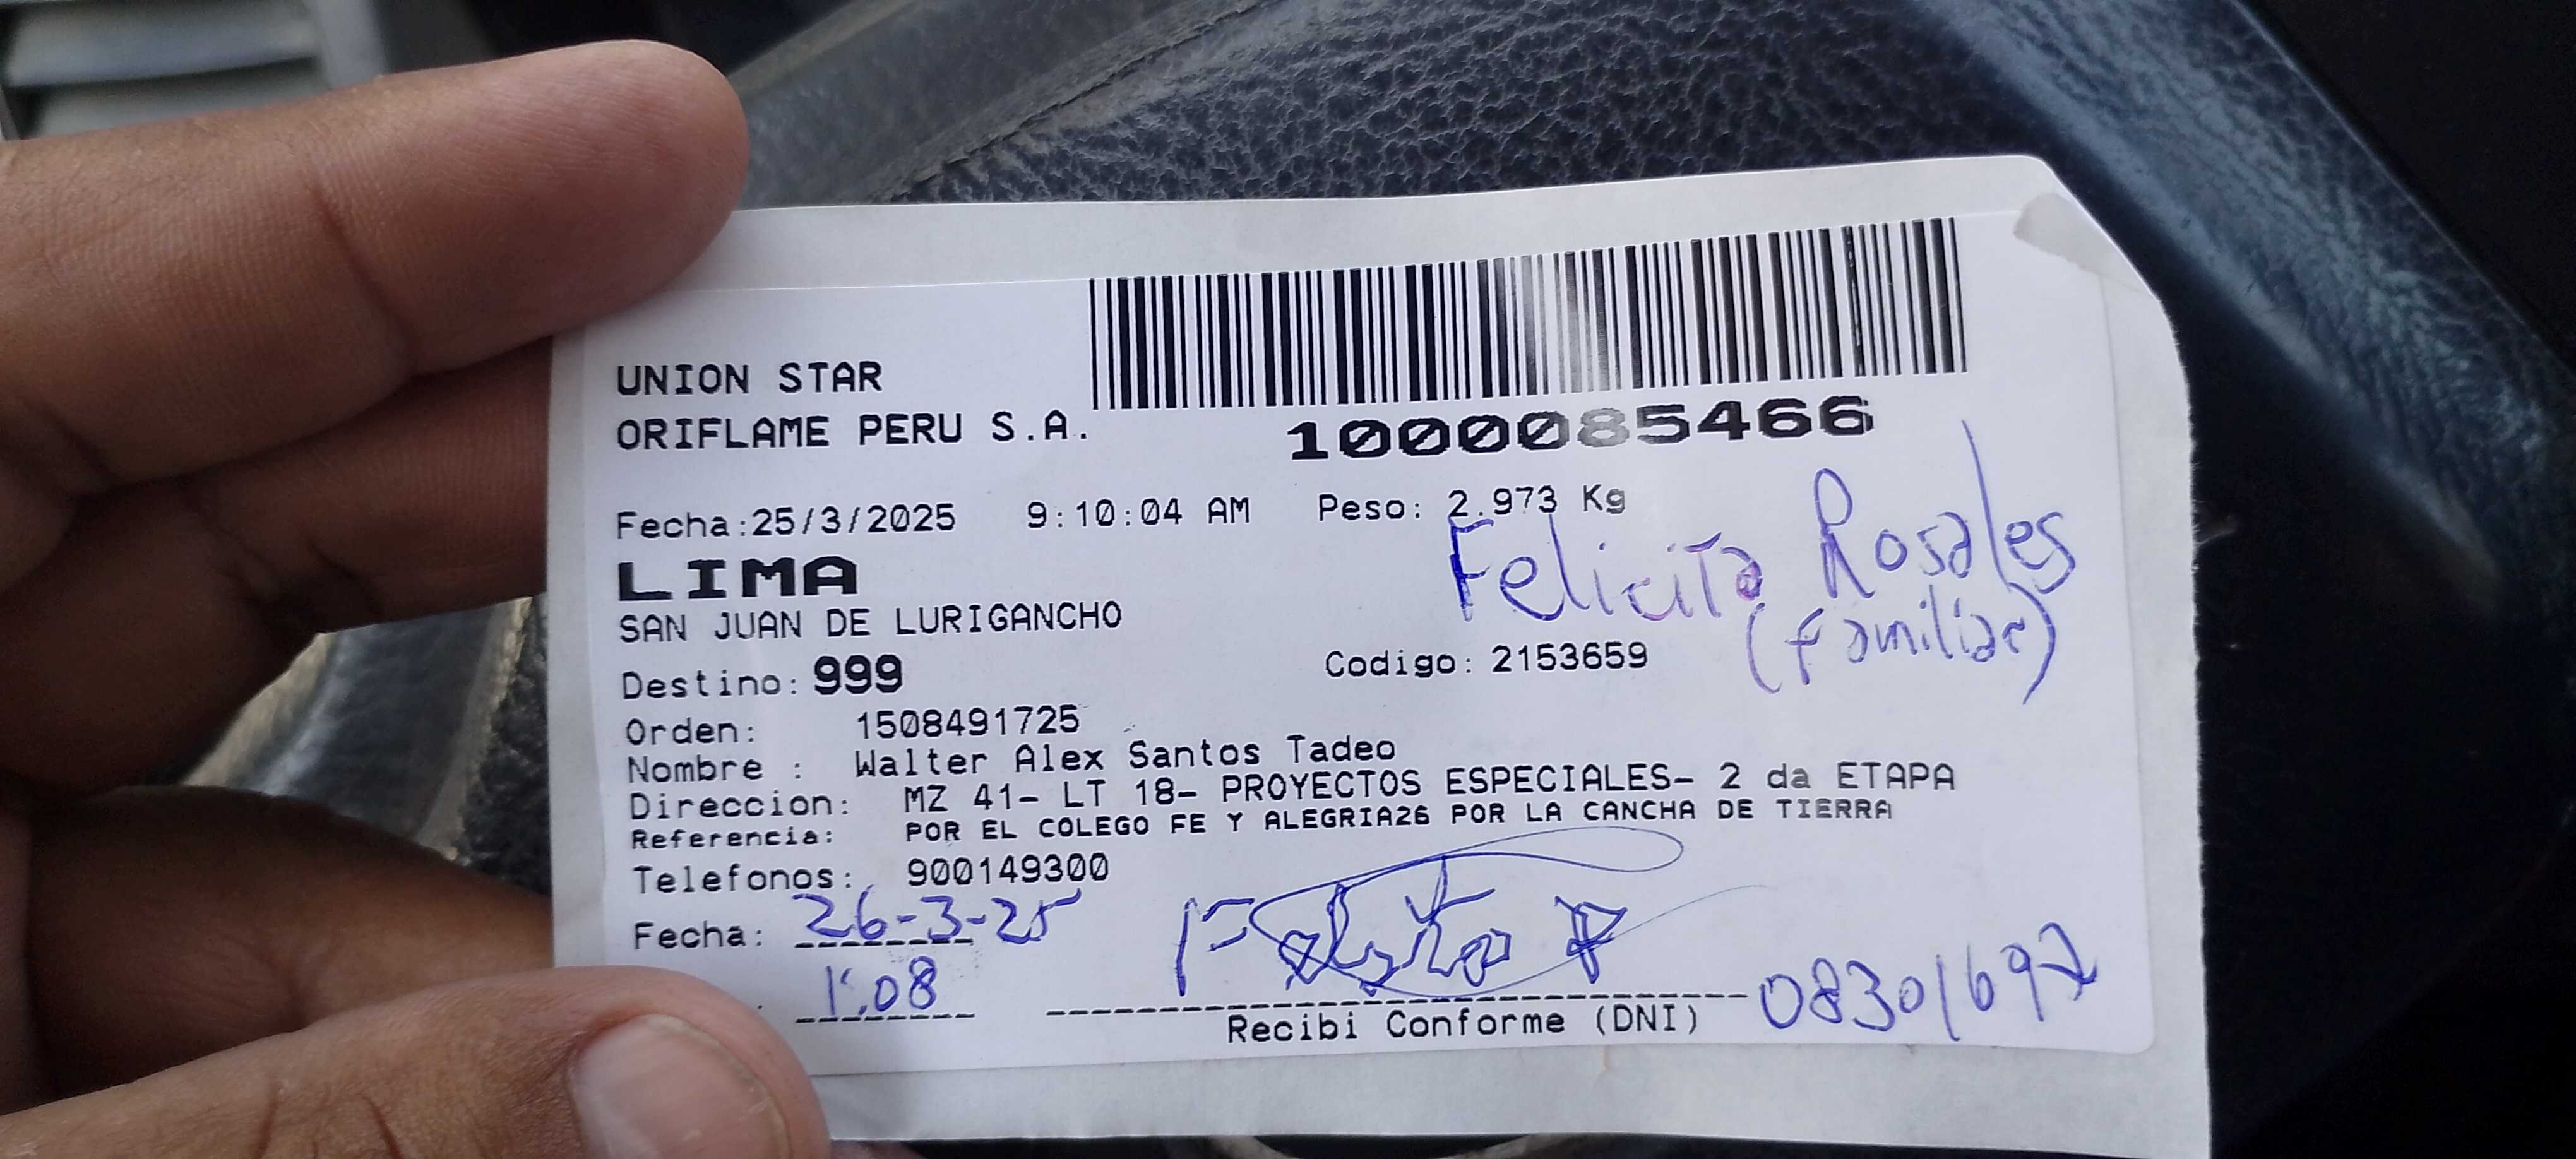 UNION STAR
ORIFLAME PERU S.A.
1000085466
Fecha:25/3/2025 9:10:04 AM Peso: 2.973 Kg
LIMA
Felicita Rosales
SAN JUAN DE LURIGANCHO
(familiar)
Destino: 999 Codigo: 2153659
Orden: 1508491725
Nombre : Walter Alex Santos Tadeo
Direccion: MZ 41- LT 18- PROYECTOS ESPECIALES- 2 da ETAPA
Referencia: POR EL COLEGO FE Y ALEGRIA26 POR LA CANCHA DE TIERRA
Telefonos: 900149300
Fecha: 26-3-25
1:08
08301697
Recibi Conforme (DNI)